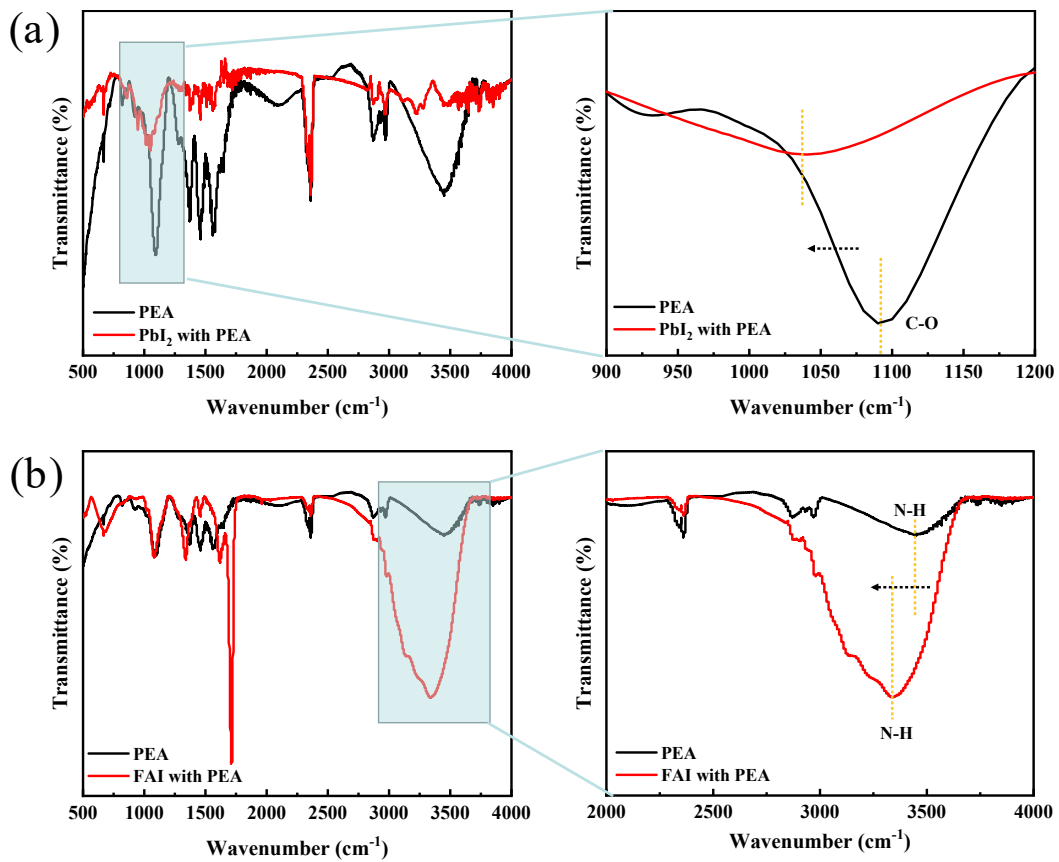 (a)
Transmittance (%)
PEA
PbI₂ with PEA
500 1000 1500 2000 2500 3000 3500 4000
Wavenumber (cm⁻¹)
Transmittance (%)
PEA
PbI₂ with PEA
C-O
900 950 1000 1050 1100 1150 1200
Wavenumber (cm⁻¹)
(b)
Transmittance (%)
PEA
FAI with PEA
500 1000 1500 2000 2500 3000 3500 4000
Wavenumber (cm⁻¹)
Transmittance (%)
N-H
N-H
PEA
FAI with PEA
2000 2500 3000 3500 4000
Wavenumber (cm⁻¹)